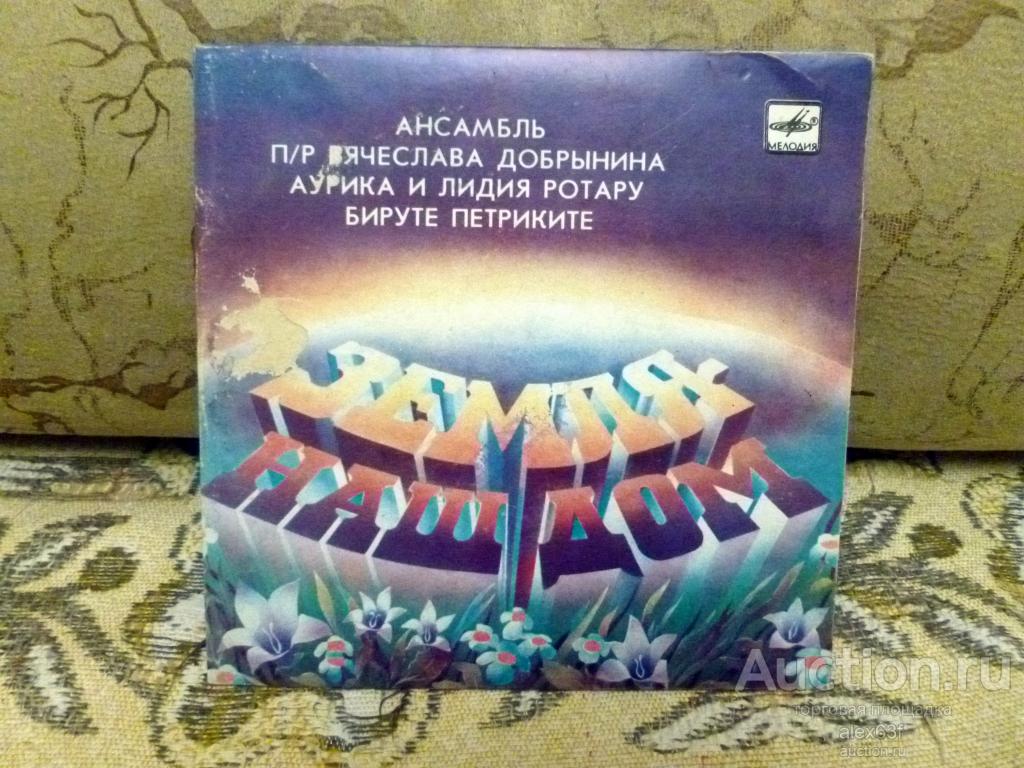 АНСАМБЛЬ
П/Р ВЯЧЕСЛАВА ДОБРЫНИНА
АУРИКА И ЛИДИЯ РОТАРУ
БИРУТЕ ПЕТРИКИТЕ
МЕЛОДИЯ
ЗЕМЛЯ
НАШ ДОМ
Auction.ru
торговая площадка
alex63f
auction.ru